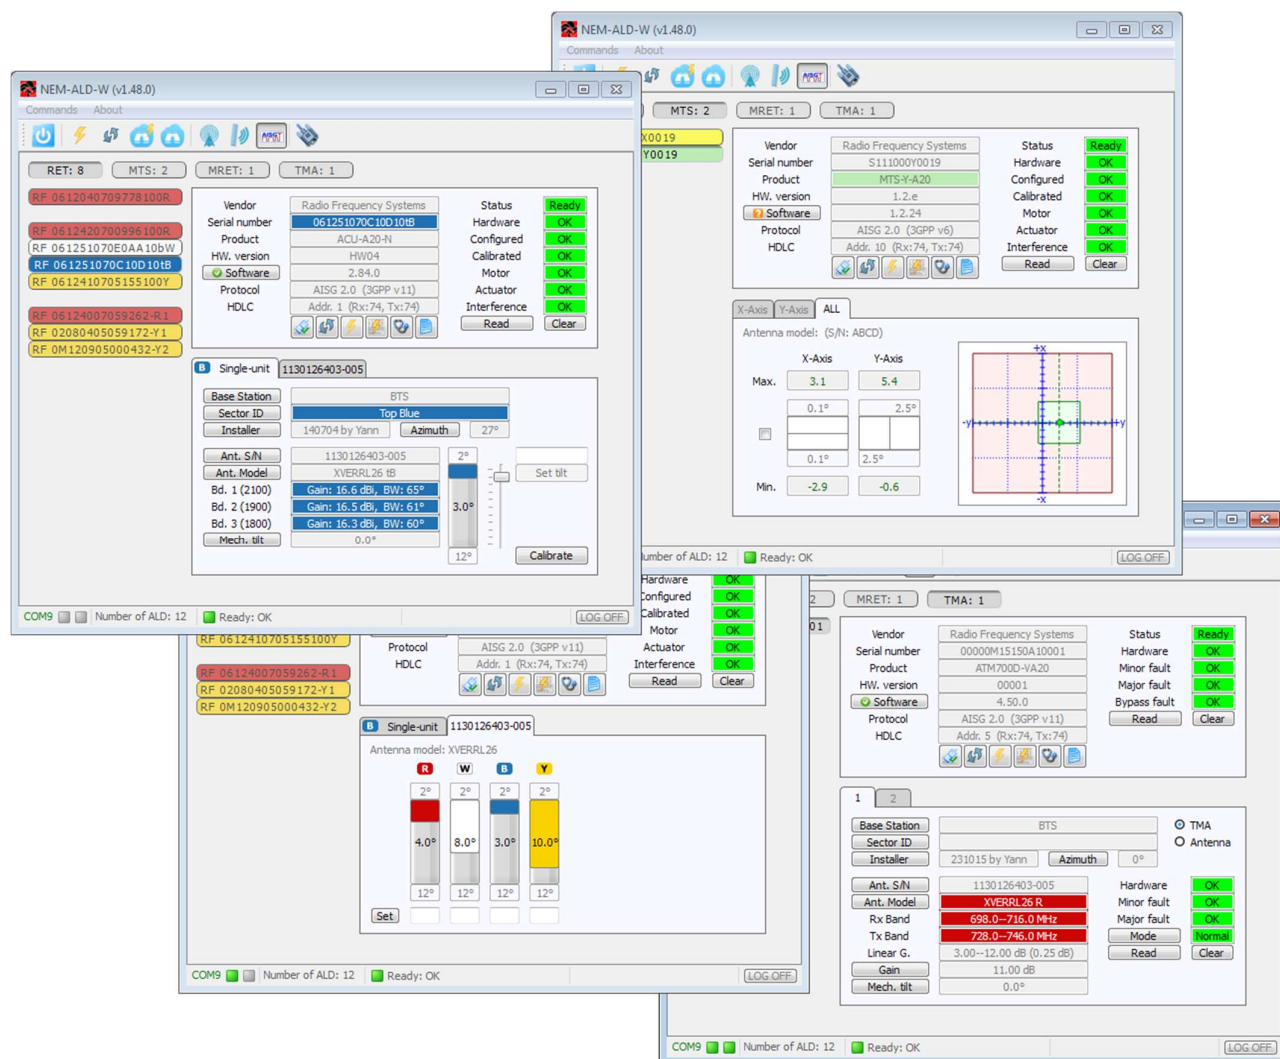 NEM-ALD-W (v1.48.0)
Commands About
MTS: 2 MRET: 1 TMA: 1
X0019
Y0019
Vendor Radio Frequency Systems Status Ready
Serial number S111000Y0019 Hardware OK
Product MTS-Y-A20 Configured OK
HW. version 1.2.e Calibrated OK
Software 1.2.24 Motor OK
Protocol AISG 2.0 (3GPP v6) Actuator OK
HDLC Addr. 10 (Rx:74, Tx:74) Interference OK
Read Clear
X-Axis Y-Axis ALL
Antenna model: (S/N: ABCD)
X-Axis Y-Axis
Max. 3.1 5.4
0.1° 2.5°
0.1° 2.5°
Min. -2.9 -0.6
+x
-y +y
-x
umber of ALD: 12 Ready: OK LOG OFF
NEM-ALD-W (v1.48.0)
Commands About
AISGT
RET: 8 MTS: 2 MRET: 1 TMA: 1
RF 0612040709778100R
RF 0612420700996100R
RF 061251070E0AA10bW
RF 061251070C10D10tB
RF 0612410705155100Y
RF 06124007059262-R1
RF 02080405059172-Y1
RF 0M120905000432-Y2
Vendor Radio Frequency Systems Status Ready
Serial number 061251070C10D10tB Hardware OK
Product ACU-A20-N Configured OK
HW. version HW04 Calibrated OK
Software 2.84.0 Motor OK
Protocol AISG 2.0 (3GPP v11) Actuator OK
HDLC Addr. 1 (Rx:74, Tx:74) Interference OK
Read Clear
B Single-unit 1130126403-005
Base Station BTS
Sector ID Top Blue
Installer 140704 by Yann Azimuth 27°
Ant. S/N 1130126403-005 2°
Ant. Model XVERRL26 tB Set tilt
Bd. 1 (2100) Gain: 16.6 dBi, BW: 65°
Bd. 2 (1900) Gain: 16.5 dBi, BW: 61° 3.0°
Bd. 3 (1800) Gain: 16.3 dBi, BW: 60°
Mech. tilt 0.0°
12° Calibrate
COM9 Number of ALD: 12 Ready: OK LOG OFF
Hardware OK
Configured OK
Calibrated OK
Motor OK
RF 0612410705155100Y
Protocol AISG 2.0 (3GPP v11) Actuator OK
HDLC Addr. 1 (Rx:74, Tx:74) Interference OK
RF 06124007059262-R1
RF 02080405059172-Y1
RF 0M120905000432-Y2
Read Clear
B Single-unit 1130126403-005
Antenna model: XVERRL26
R W B Y
2° 2° 2° 2°
4.0° 8.0° 3.0° 10.0°
12° 12° 12° 12°
Set
COM9 Number of ALD: 12 Ready: OK LOG OFF
2 MRET: 1 TMA: 1
01
Vendor Radio Frequency Systems Status Ready
Serial number 00000M15150A10001 Hardware OK
Product ATM700D-VA20 Minor fault OK
HW. version 00001 Major fault OK
Software 4.50.0 Bypass fault OK
Protocol AISG 2.0 (3GPP v11) Read Clear
HDLC Addr. 5 (Rx:74, Tx:74)
1 2
Base Station BTS TMA
Sector ID Antenna
Installer 231015 by Yann Azimuth 0°
Ant. S/N 1130126403-005 Hardware OK
Ant. Model XVERRL26 R Minor fault OK
Rx Band 698.0--716.0 MHz Major fault OK
Tx Band 728.0--746.0 MHz Mode Normal
Linear G. 3.00--12.00 dB (0.25 dB) Read Clear
Gain 11.00 dB
Mech. tilt 0.0°
COM9 Number of ALD: 12 Ready: OK LOG OFF